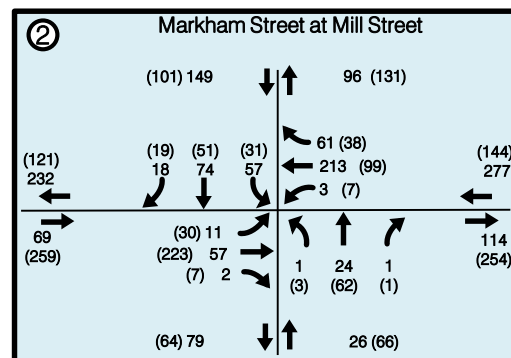 2
Markham Street at Mill Street
(101) 149 96 (131)
61 (38)
(19) (51) (31)
18 74 57
213 (99)
3 (7)
(121)
232
(144)
277
69
(259)
(30) 11
(223) 57
(7) 2
1 24 1
(3) (62) (1)
114
(254)
(64) 79 26 (66)